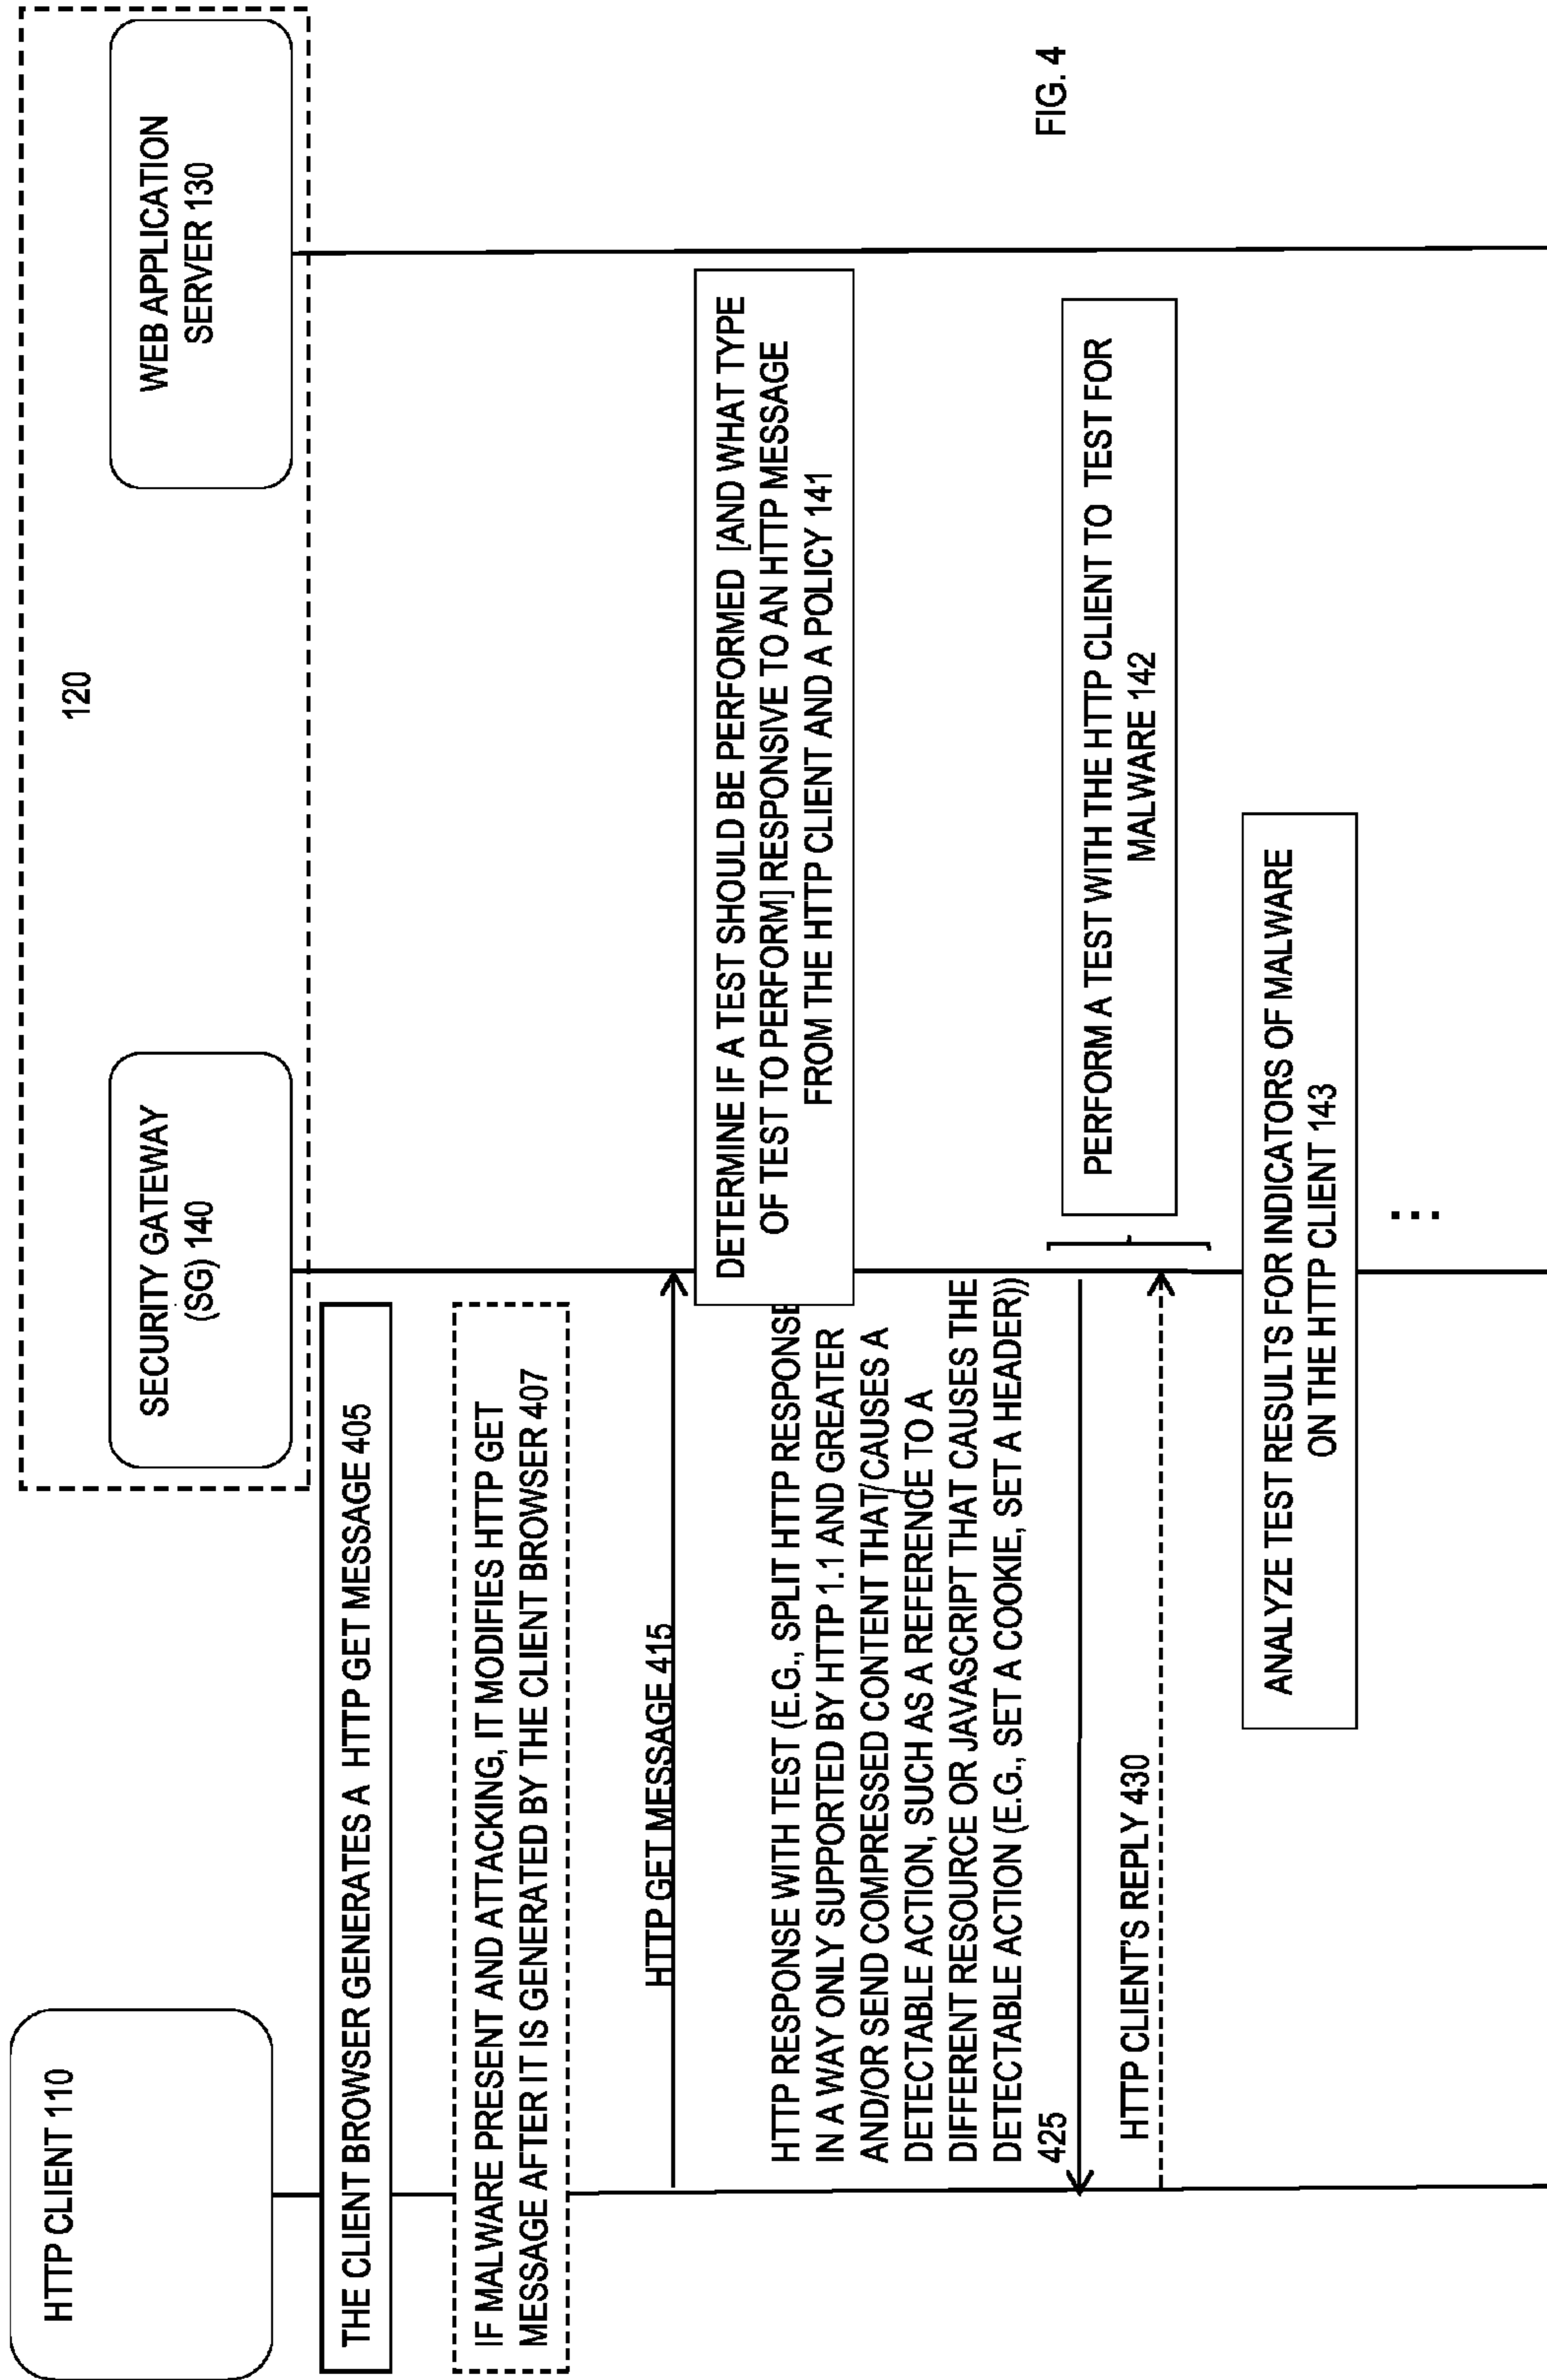 HTTP CLIENT 110
SECURITY GATEWAY
(SG) 140
120
WEB APPLICATION
SERVER 130
THE CLIENT BROWSER GENERATES A HTTP GET MESSAGE 405
IF MALWARE PRESENT AND ATTACKING, IT MODIFIES HTTP GET
MESSAGE AFTER IT IS GENERATED BY THE CLIENT BROWSER 407
HTTP GET MESSAGE 415
DETERMINE IF A TEST SHOULD BE PERFORMED [AND WHAT TYPE
OF TEST TO PERFORM] RESPONSIVE TO AN HTTP MESSAGE
FROM THE HTTP CLIENT AND A POLICY 141
HTTP RESPONSE WITH TEST (E.G., SPLIT HTTP RESPONSE
IN A WAY ONLY SUPPORTED BY HTTP 1.1 AND GREATER
AND/OR SEND COMPRESSED CONTENT THAT/CAUSES A
DETECTABLE ACTION, SUCH AS A REFERENCE TO A
DIFFERENT RESOURCE OR JAVASCRIPT THAT CAUSES THE
DETECTABLE ACTION (E.G., SET A COOKIE, SET A HEADER))
425
PERFORM A TEST WITH THE HTTP CLIENT TO TEST FOR
MALWARE 142
HTTP CLIENT'S REPLY 430
ANALYZE TEST RESULTS FOR INDICATORS OF MALWARE
ON THE HTTP CLIENT 143
...
FIG. 4